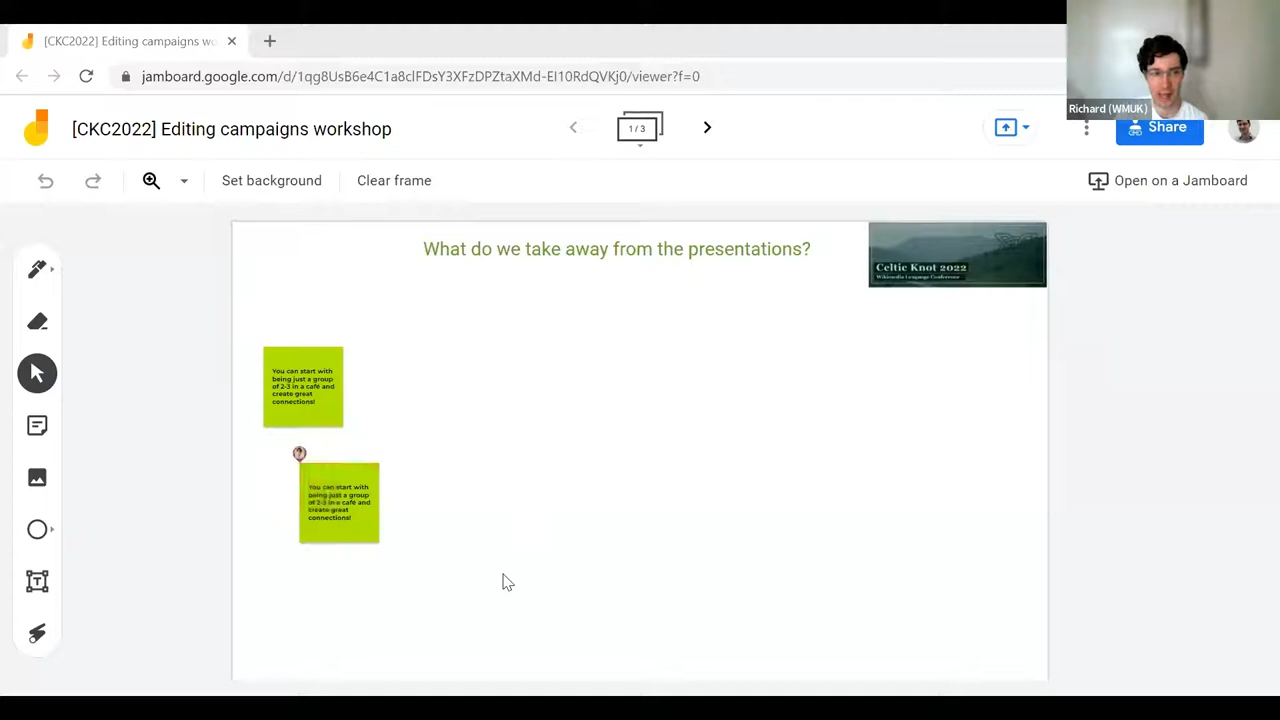 [CKC2022] Editing campaigns wo
jamboard.google.com/d/1qg8UsB6e4C1a8clFDsY3XFzDPZtaXMd-EI10RdQVKj0/viewer?f=0
Richard (WMUK)
[CKC2022] Editing campaigns workshop
1 / 3
Share
Set background
Clear frame
Open on a Jamboard
What do we take away from the presentations?
Celtic Knot 2022
Wikimedia Language Conference
You can start with
being just a group
of 2-3 in a café and
create great
connections!
You can start with
being just a group
of 2-3 in a café and
create great
connections!